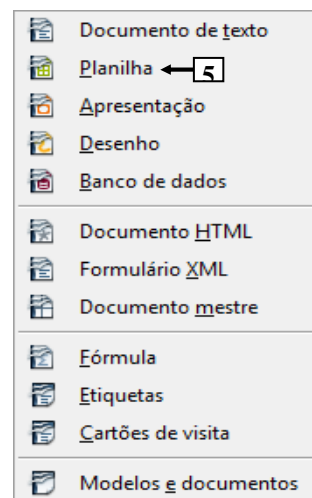 Documento de texto
Planilha 5
Apresentação
Desenho
Banco de dados
Documento HTML
Formulário XML
Documento mestre
Fórmula
Etiquetas
Cartões de visita
Modelos e documentos